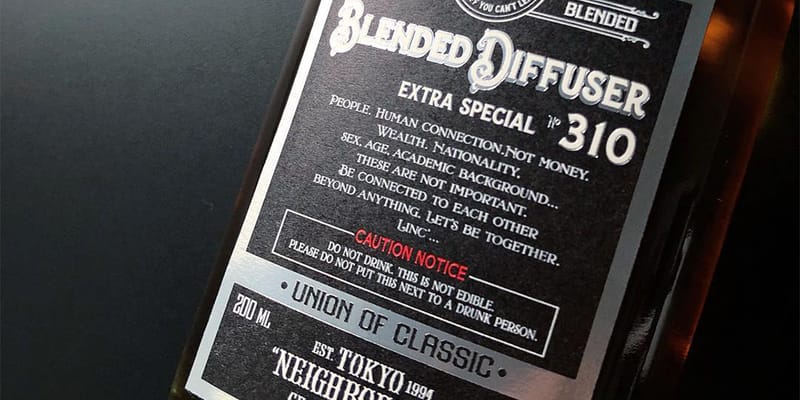 IF YOU CAN'T
BLENDED
BLENDED DIFFUSER
EXTRA SPECIAL No 310
PEOPLE, HUMAN CONNECTION.NOT MONEY.
WEALTH, NATIONALITY,
SEX, AGE, ACADEMIC BACKGROUND...
THESE ARE NOT IMPORTANT.
BE CONNECTED TO EACH OTHER
BEYOND ANYTHING. LET'S BE TOGETHER.
LINC'...
CAUTION NOTICE
DO NOT DRINK. THIS IS NOT EDIBLE.
PLEASE DO NOT PUT THIS NEXT TO A DRUNK PERSON.
• UNION OF CLASSIC •
200 ML
EST. TOKYO 1994